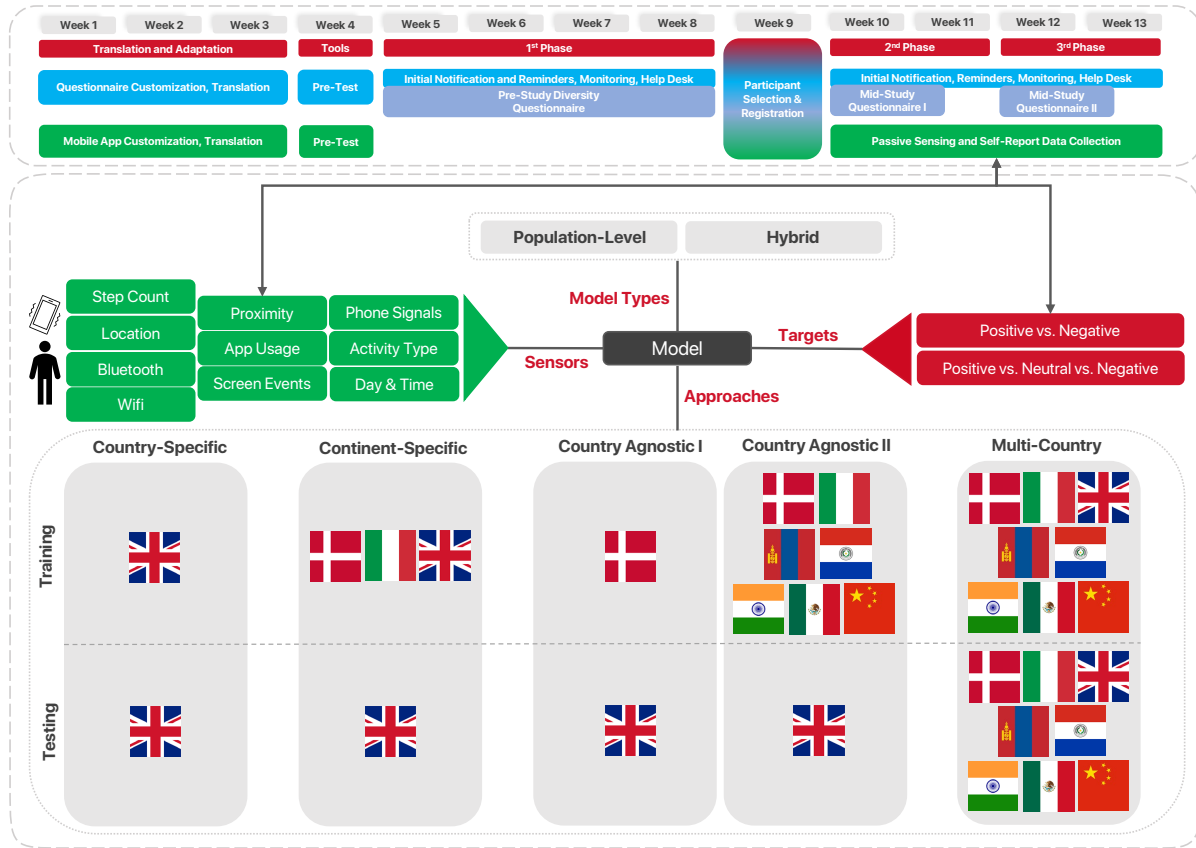 Week 1
Week 2
Week 3
Week 4
Week 5
Week 6
Week 7
Week 8
Week 9
Week 10
Week 11
Week 12
Week 13
Translation and Adaptation
Tools
1st Phase
2nd Phase
3rd Phase
Questionnaire Customization, Translation
Pre-Test
Initial Notification and Reminders, Monitoring, Help Desk
Pre-Study Diversity
Questionnaire
Participant
Selection &
Registration
Initial Notification, Reminders, Monitoring, Help Desk
Mid-Study
Questionnaire I
Mid-Study
Questionnaire II
Mobile App Customization, Translation
Pre-Test
Passive Sensing and Self-Report Data Collection
Population-Level
Hybrid
Model Types
Step Count
Location
Bluetooth
Wifi
Proximity
App Usage
Screen Events
Phone Signals
Activity Type
Day & Time
Sensors
Model
Targets
Positive vs. Negative
Positive vs. Neutral vs. Negative
Approaches
Country-Specific
Continent-Specific
Country Agnostic I
Country Agnostic II
Multi-Country
Training
Testing